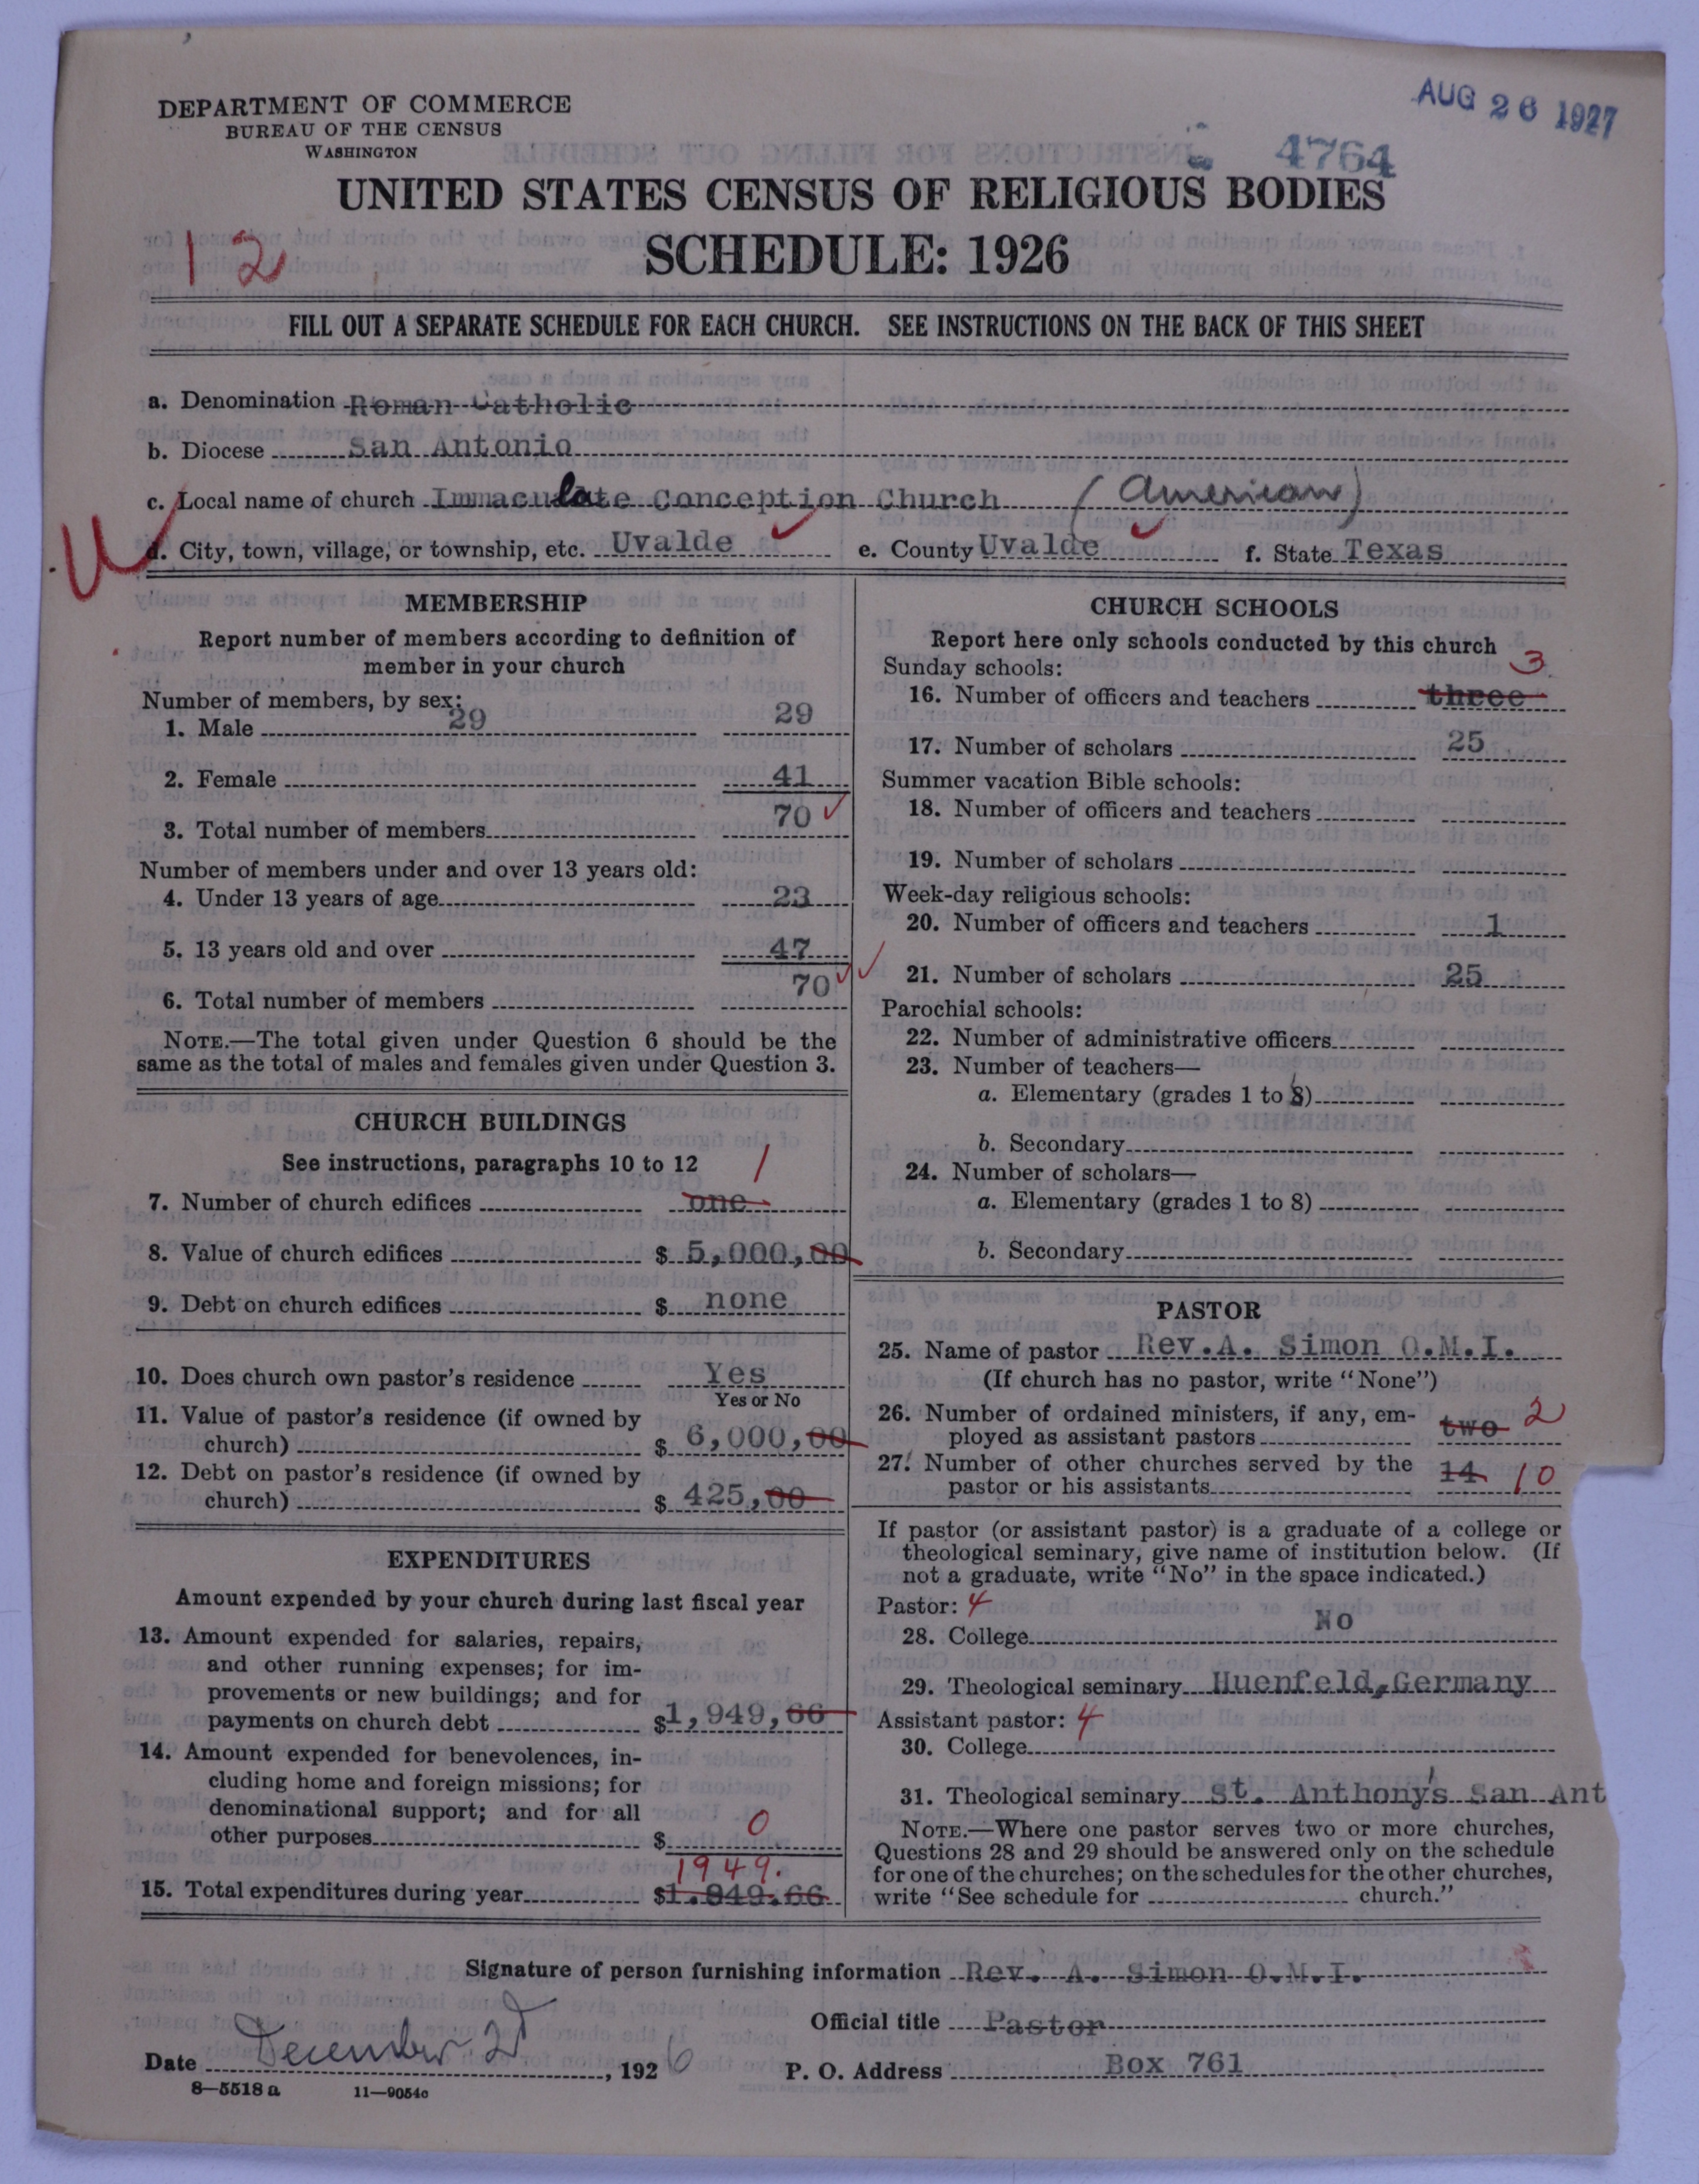 AUG 26 1927
DEPARTMENT OF COMMERCE
BUREAU OF THE CENSUS
WASHINGTON
4764
UNITED STATES CENSUS OF RELIGIOUS BODIES
12
SCHEDULE: 1926
FILL OUT A SEPARATE SCHEDULE FOR EACH CHURCH. SEE INSTRUCTIONS ON THE BACK OF THIS SHEET
a. Denomination Roman Catholic
b. Diocese San Antonio
c. Local name of church Immaculate Conception Church (American)
d. City, town, village, or township, etc. Uvalde e. County Uvalde f. State Texas
U
MEMBERSHIP
Report number of members according to definition of
member in your church
Number of members, by sex:
1. Male 29 29
2. Female 41
3. Total number of members 70
Number of members under and over 13 years old:
4. Under 13 years of age 23
5. 13 years old and over 47
6. Total number of members 70
NOTE.—The total given under Question 6 should be the
same as the total of males and females given under Question 3.
CHURCH BUILDINGS
See instructions, paragraphs 10 to 12
7. Number of church edifices one 1
8. Value of church edifices $ 5,000,00
9. Debt on church edifices $ none
10. Does church own pastor's residence Yes
Yes or No
11. Value of pastor's residence (if owned by
church) $ 6,000,00
12. Debt on pastor's residence (if owned by
church) $ 425,00
EXPENDITURES
Amount expended by your church during last fiscal year
13. Amount expended for salaries, repairs,
and other running expenses; for im-
provements or new buildings; and for
payments on church debt $1,949,66
14. Amount expended for benevolences, in-
cluding home and foreign missions; for
denominational support; and for all
other purposes $ 0
1949.
15. Total expenditures during year $1.949.66
CHURCH SCHOOLS
Report here only schools conducted by this church
Sunday schools:
16. Number of officers and teachers three 3
17. Number of scholars 25
Summer vacation Bible schools:
18. Number of officers and teachers
19. Number of scholars
Week-day religious schools:
20. Number of officers and teachers 1
21. Number of scholars 25
Parochial schools:
22. Number of administrative officers
23. Number of teachers—
a. Elementary (grades 1 to 8)
b. Secondary
24. Number of scholars—
a. Elementary (grades 1 to 8)
b. Secondary
PASTOR
25. Name of pastor Rev.A. Simon O.M.I.
(If church has no pastor, write "None")
26. Number of ordained ministers, if any, em-
ployed as assistant pastors two 2
27. Number of other churches served by the
pastor or his assistants 14 10
If pastor (or assistant pastor) is a graduate of a college or
theological seminary, give name of institution below. (If
not a graduate, write "No" in the space indicated.)
Pastor: 4
28. College No
29. Theological seminary Huenfeld,Germany
Assistant pastor: 4
30. College
31. Theological seminary St. Anthony's San Ant
NOTE.—Where one pastor serves two or more churches,
Questions 28 and 29 should be answered only on the schedule
for one of the churches; on the schedules for the other churches,
write "See schedule for church."
Signature of person furnishing information Rev. A. Simon O.M.I.
Official title Pastor
Date December 2, 1926
P. O. Address Box 761
8—5518 a 11—9054c